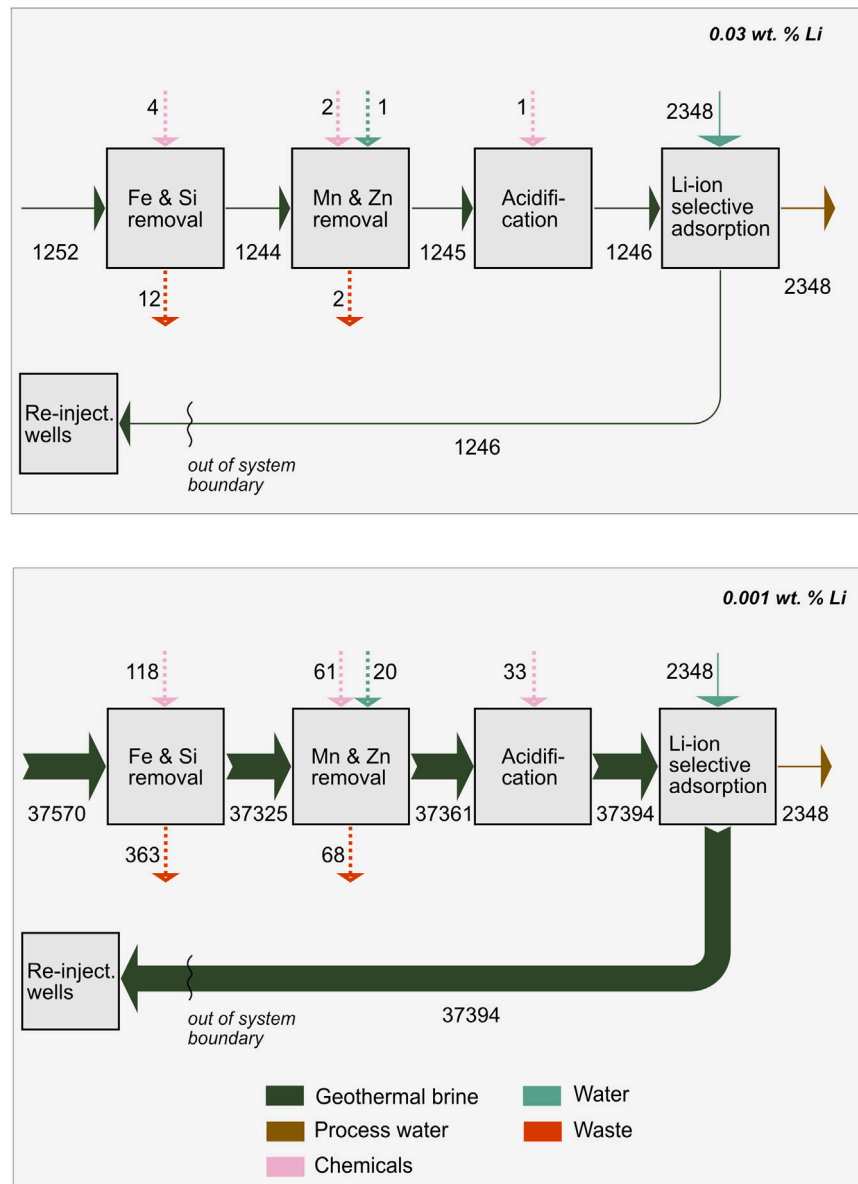 0.03 wt. % Li
4
2
1
1
2348
Fe & Si
removal
Mn & Zn
removal
Acidifi-
cation
Li-ion
selective
adsorption
1252
1244
1245
1246
2348
12
2
Re-inject.
wells
out of system
boundary
1246
0.001 wt. % Li
118
61
20
33
2348
Fe & Si
removal
Mn & Zn
removal
Acidifi-
cation
Li-ion
selective
adsorption
37570
37325
37361
37394
2348
363
68
Re-inject.
wells
out of system
boundary
37394
Geothermal brine
Water
Process water
Waste
Chemicals